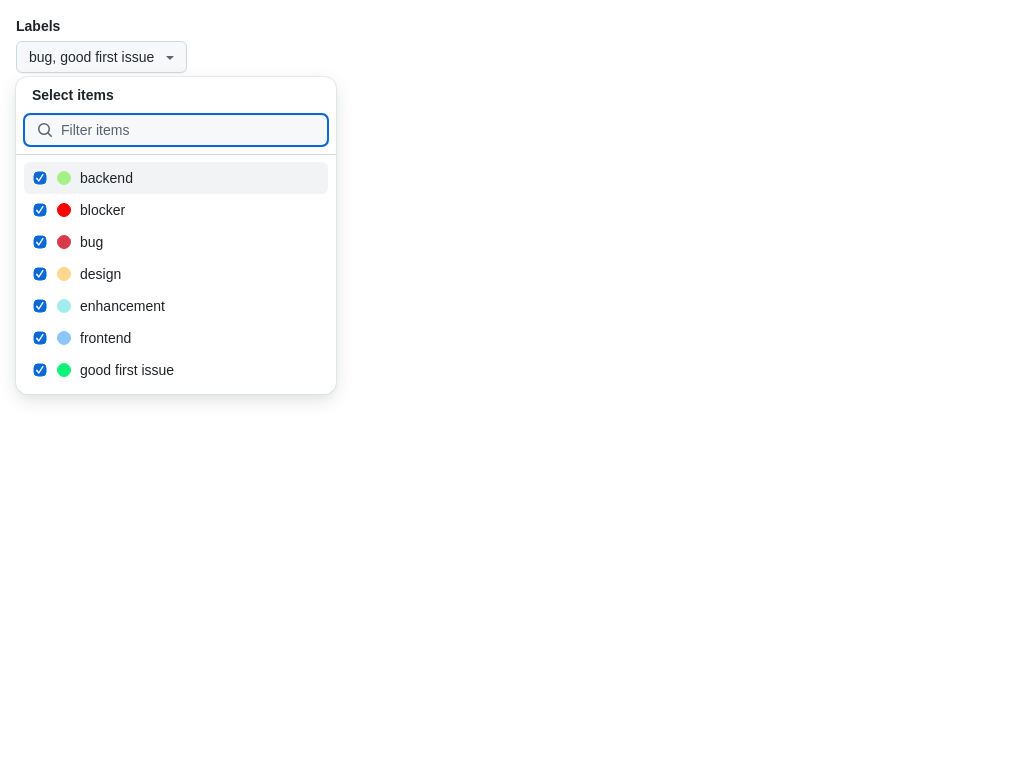 Labels
bug, good first issue
Select items
Filter items
backend
blocker
bug
design
enhancement
frontend
good first issue